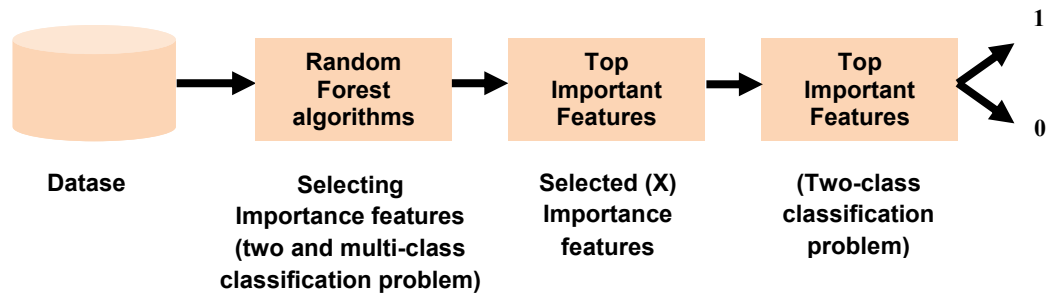 Random
Forest
algorithms
Top
Important
Features
Top
Important
Features
1
0
Datase
Selecting
Importance features
(two and multi-class
classification problem)
Selected (X)
Importance
features
(Two-class
classification
problem)